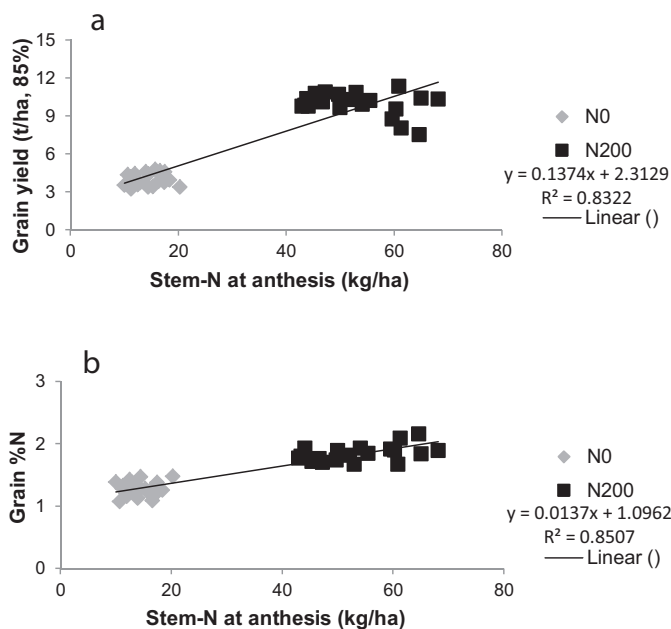 a
Grain yield (t/ha, 85%)
15
12
9
6
3
0
0 20 40 60 80
Stem-N at anthesis (kg/ha)
N0
N200
y = 0.1374x + 2.3129
R² = 0.8322
Linear ()
b
Grain %N
3
2
1
0
0 20 40 60 80
Stem-N at anthesis (kg/ha)
N0
N200
y = 0.0137x + 1.0962
R² = 0.8507
Linear ()